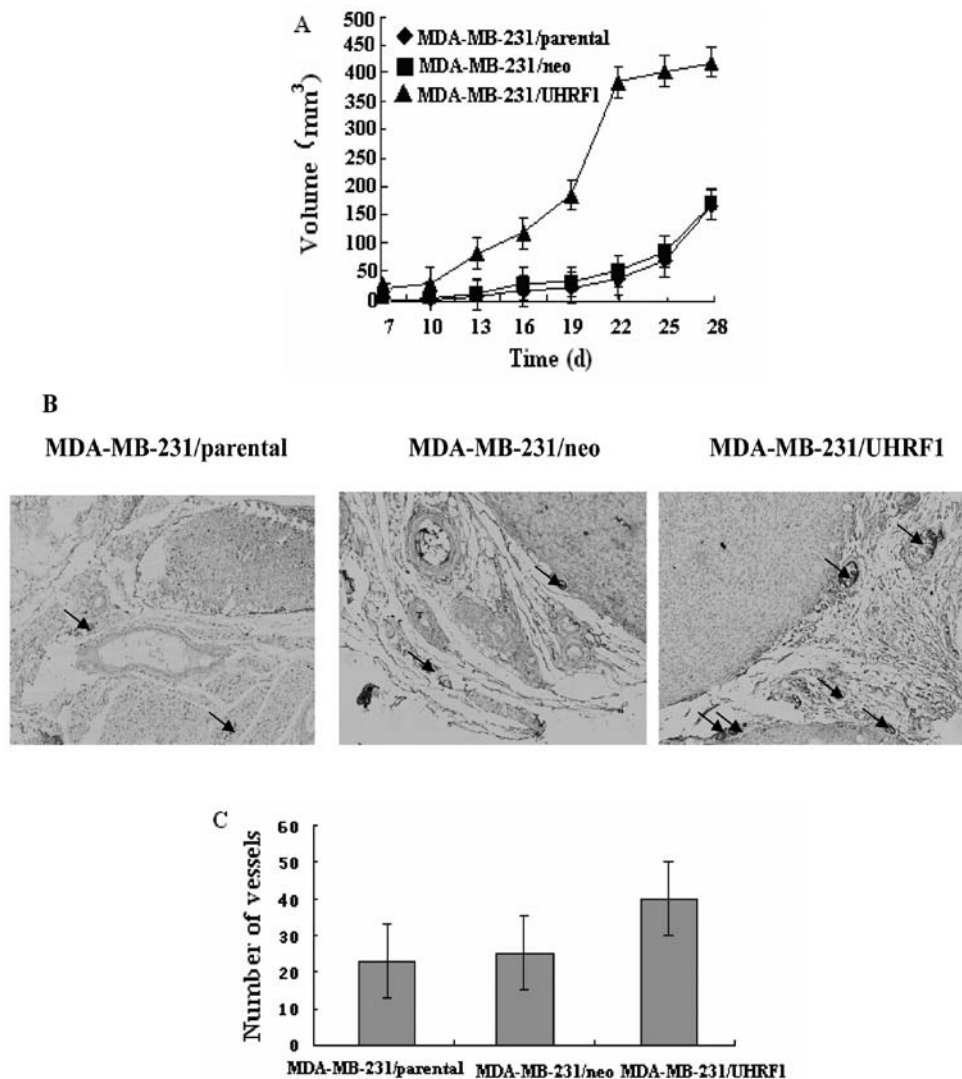 A
Volume (mm³)
500
450
400
350
300
250
200
150
100
50
0
MDA-MB-231/parental
MDA-MB-231/neo
MDA-MB-231/UHRF1
7 10 13 16 19 22 25 28
Time (d)
B
MDA-MB-231/parental MDA-MB-231/neo MDA-MB-231/UHRF1
C
Number of vessels
60
50
40
30
20
10
0
MDA-MB-231/parental MDA-MB-231/neo MDA-MB-231/UHRF1